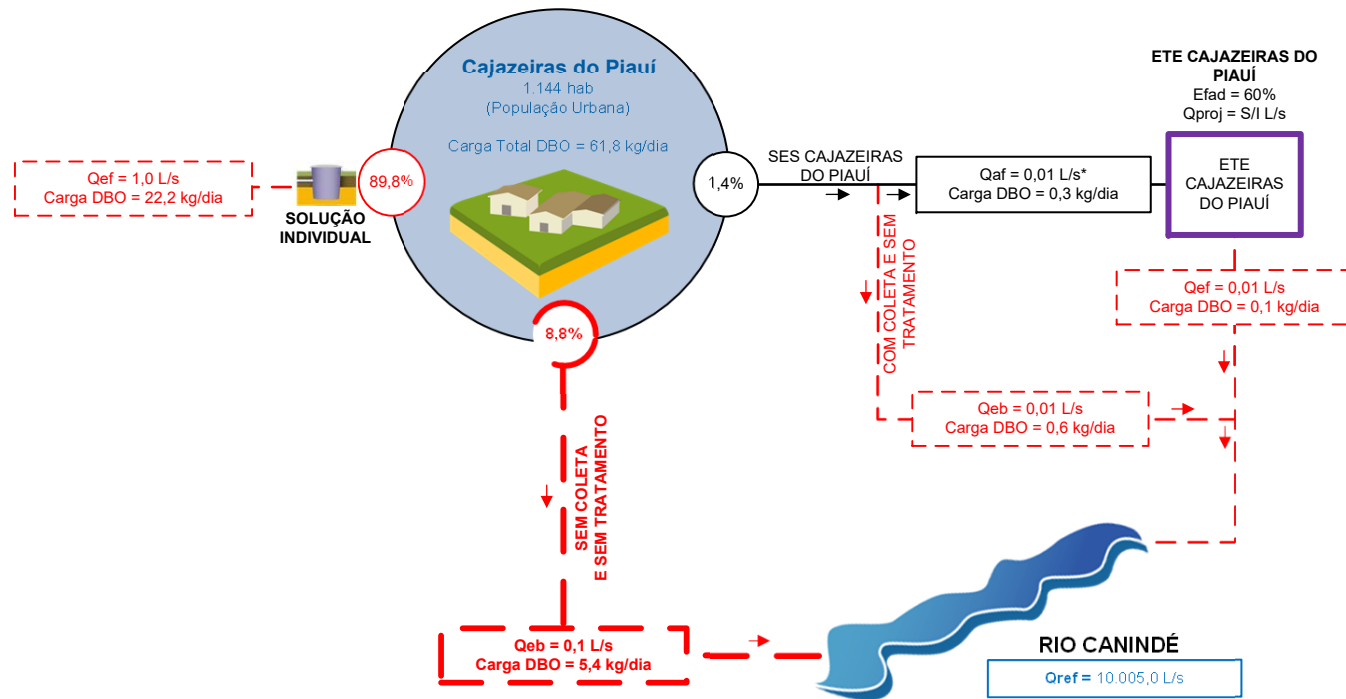 Cajazeiras do Piauí
1.144 hab
(População Urbana)
Carga Total DBO = 61,8 kg/dia
ETE CAJAZEIRAS DO
PIAUÍ
Efad = 60%
Qproj = S/I L/s
Qef = 1,0 L/s
Carga DBO = 22,2 kg/dia
SOLUÇÃO
INDIVIDUAL
89,8%
1,4%
SES CAJAZEIRAS
DO PIAUÍ
Qaf = 0,01 L/s*
Carga DBO = 0,3 kg/dia
ETE
CAJAZEIRAS
DO PIAUÍ
COM COLETA E SEM
TRATAMENTO
Qef = 0,01 L/s
Carga DBO = 0,1 kg/dia
8,8%
Qeb = 0,01 L/s
Carga DBO = 0,6 kg/dia
SEM COLETA
E SEM TRATAMENTO
Qeb = 0,1 L/s
Carga DBO = 5,4 kg/dia
RIO CANINDÉ
Qref = 10.005,0 L/s